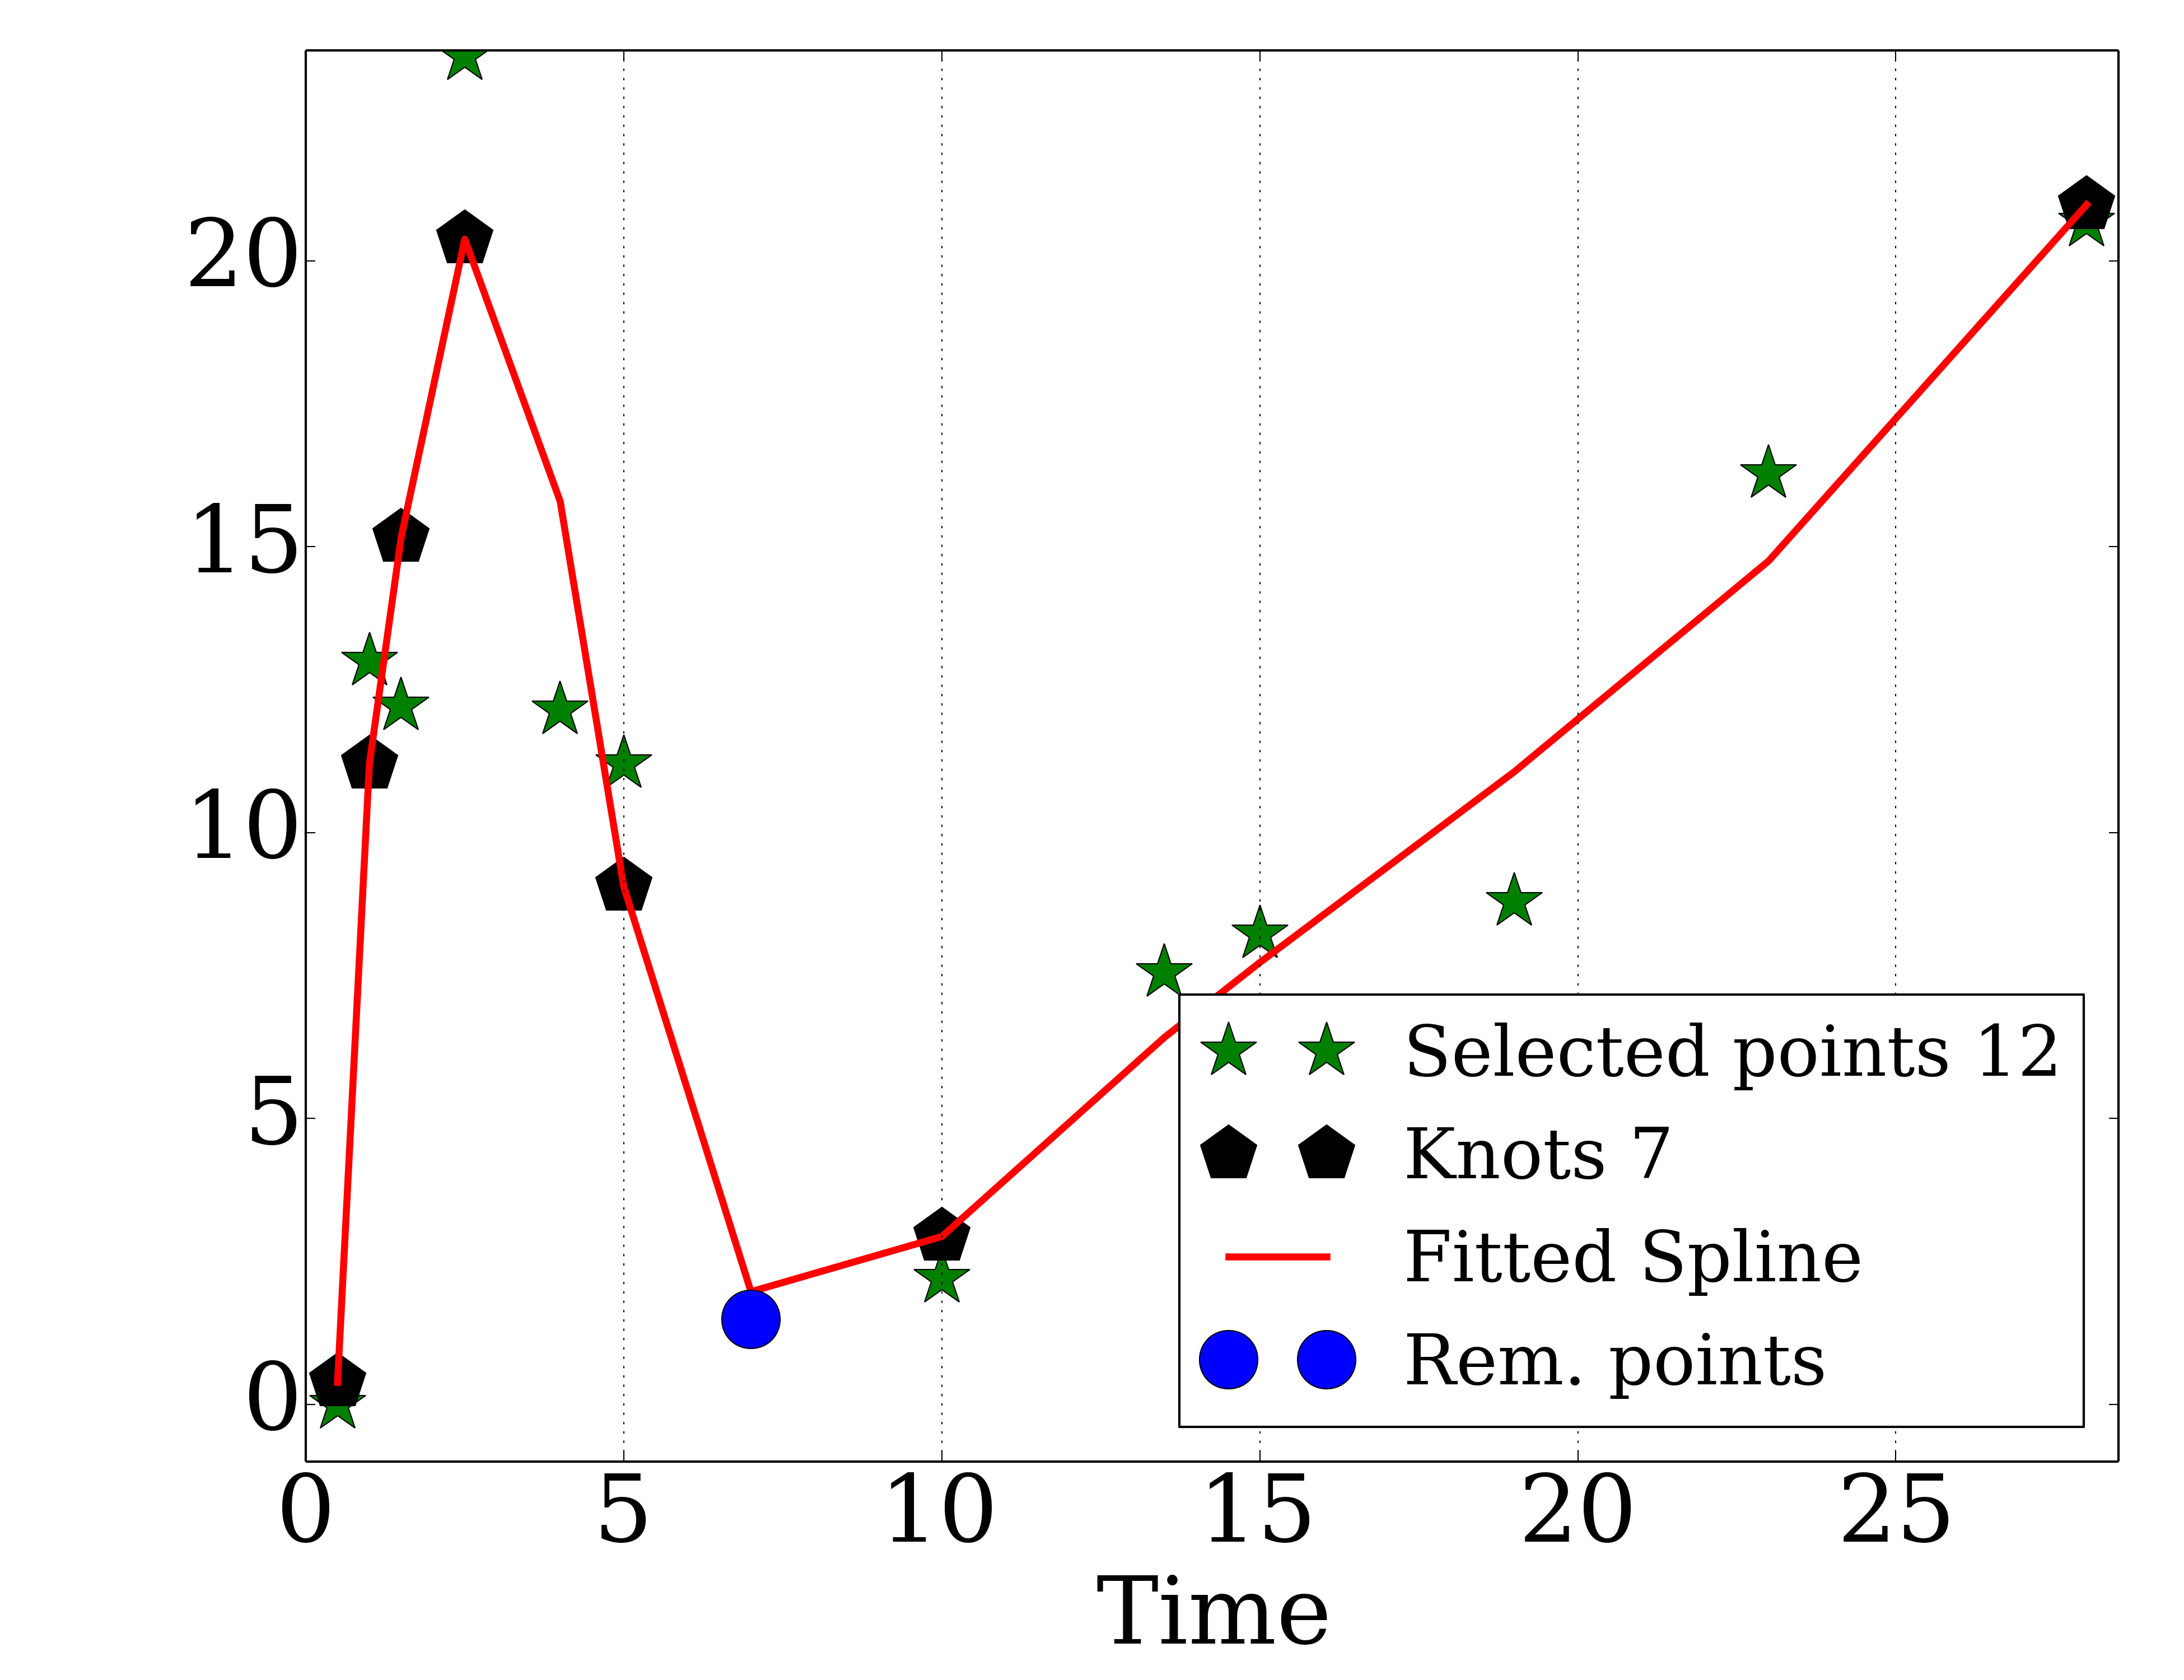 20
15
10
5
0
0 5 10 15 20 25
Time
Selected points 12
Knots 7
Fitted Spline
Rem. points